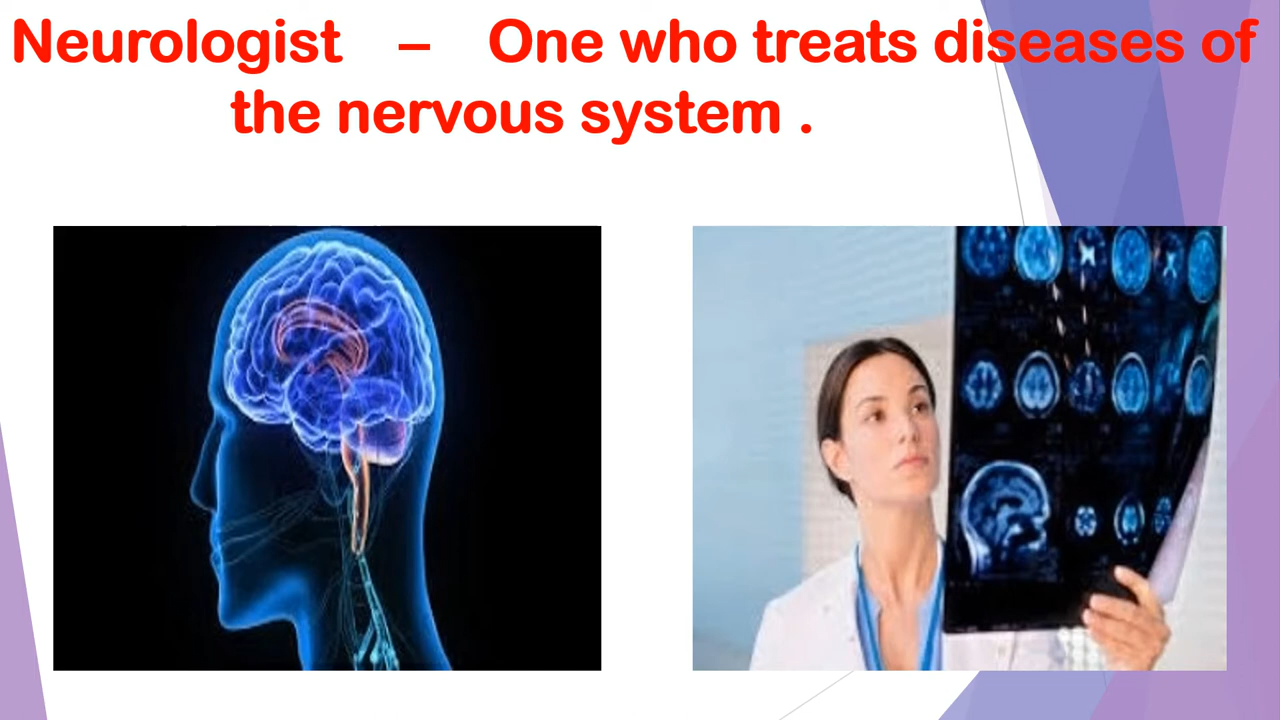 Neurologist – One who treats diseases of
the nervous system .